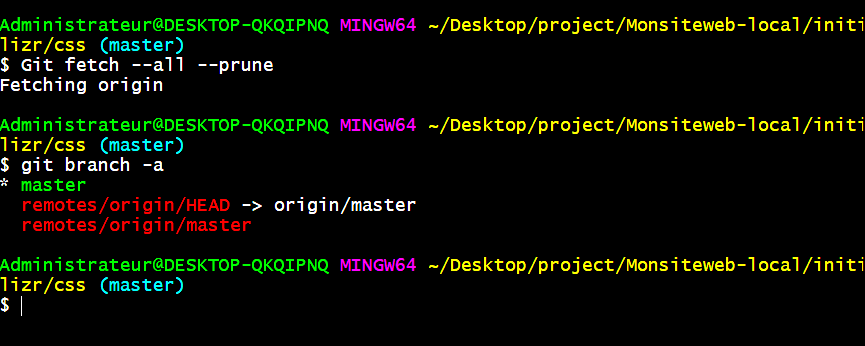 Administrateur@DESKTOP-QKQIPNQ MINGW64 ~/Desktop/project/Monsiteweb-local/initi
lizr/css (master)
$ Git fetch --all --prune
Fetching origin
Administrateur@DESKTOP-QKQIPNQ MINGW64 ~/Desktop/project/Monsiteweb-local/initi
lizr/css (master)
$ git branch -a
* master
remotes/origin/HEAD -> origin/master
remotes/origin/master
Administrateur@DESKTOP-QKQIPNQ MINGW64 ~/Desktop/project/Monsiteweb-local/initi
lizr/css (master)
$